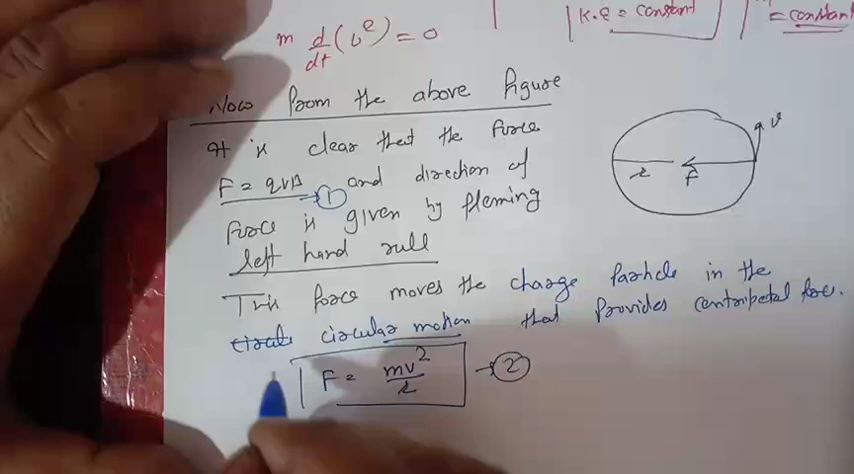 m d/dt (v²) = 0
K.E = constant
= constant
Now from the above figure
It is clear that the force
F = qvB → ① and direction of
force is given by fleming
left hand rull
This force moves the charge particle in the
circular motion that provides centripetal force.
F = mv²/r → ②
v
r
F